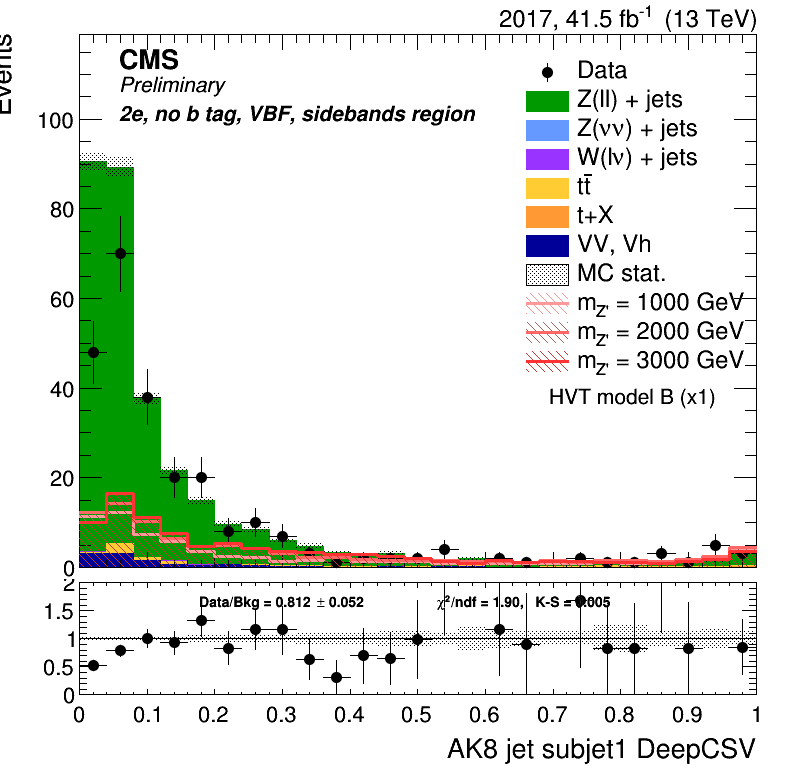 2017, 41.5 fb⁻¹ (13 TeV)
Events
CMS
Preliminary
2e, no b tag, VBF, sidebands region
Data
Z(ll) + jets
Z(νν) + jets
W(lν) + jets
tt̄
t+X
VV, Vh
MC stat.
m_Z' = 1000 GeV
m_Z' = 2000 GeV
m_Z' = 3000 GeV
HVT model B (x1)
100
80
60
40
20
0
2
1.5
1
0.5
0
Data/Bkg = 0.812 ± 0.052
χ²/ndf = 1.90, K-S = 0.005
0 0.1 0.2 0.3 0.4 0.5 0.6 0.7 0.8 0.9 1
AK8 jet subjet1 DeepCSV